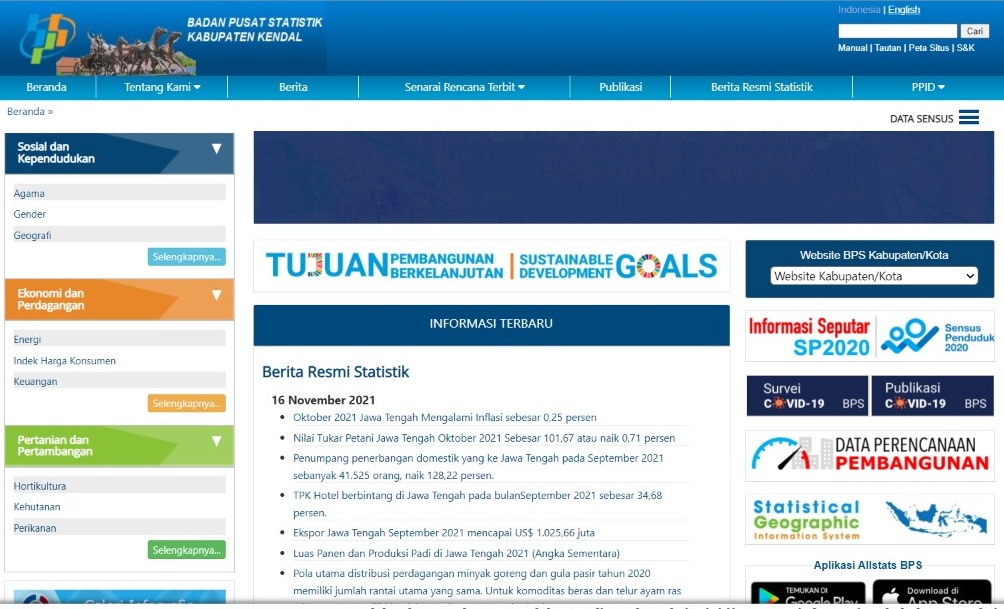 BADAN PUSAT STATISTIK
KABUPATEN KENDAL
Indonesia | English
Cari
Manual | Tautan | Peta Situs | S&K
Beranda
Tentang Kami
Berita
Senarai Rencana Terbit
Publikasi
Berita Resmi Statistik
PPID
Beranda »
DATA SENSUS
Sosial dan
Kependudukan
Agama
Gender
Geografi
Selengkapnya...
Ekonomi dan
Perdagangan
Energi
Indek Harga Konsumen
Keuangan
Selengkapnya...
Pertanian dan
Pertambangan
Hortikultura
Kehutanan
Perikanan
Selengkapnya...
TUJUAN PEMBANGUNAN
BERKELANJUTAN
SUSTAINABLE
DEVELOPMENT
GOALS
INFORMASI TERBARU
Berita Resmi Statistik
16 November 2021
Oktober 2021 Jawa Tengah Mengalami Inflasi sebesar 0,25 persen
Nilai Tukar Petani Jawa Tengah Oktober 2021 Sebesar 101,67 atau naik 0,71 persen
Penumpang penerbangan domestik yang ke Jawa Tengah pada September 2021
sebanyak 41.525 orang, naik 128,22 persen.
TPK Hotel berbintang di Jawa Tengah pada bulanSeptember 2021 sebesar 34,68
persen.
Ekspor Jawa Tengah September 2021 mencapai US$ 1.025,66 juta
Luas Panen dan Produksi Padi di Jawa Tengah 2021 (Angka Sementara)
Pola utama distribusi perdagangan minyak goreng dan gula pasir tahun 2020
memiliki jumlah rantai utama yang sama. Untuk komoditas beras dan telur ayam ras
Website BPS Kabupaten/Kota
Website Kabupaten/Kota
Informasi Seputar
SP2020
Sensus
Penduduk
2020
Survei
COVID-19 BPS
Publikasi
COVID-19 BPS
DATA PERENCANAAN
PEMBANGUNAN
Statistical
Geographic
Information System
Aplikasi Allstats BPS
TEMUKAN DI
Google Play
Download di
App Store